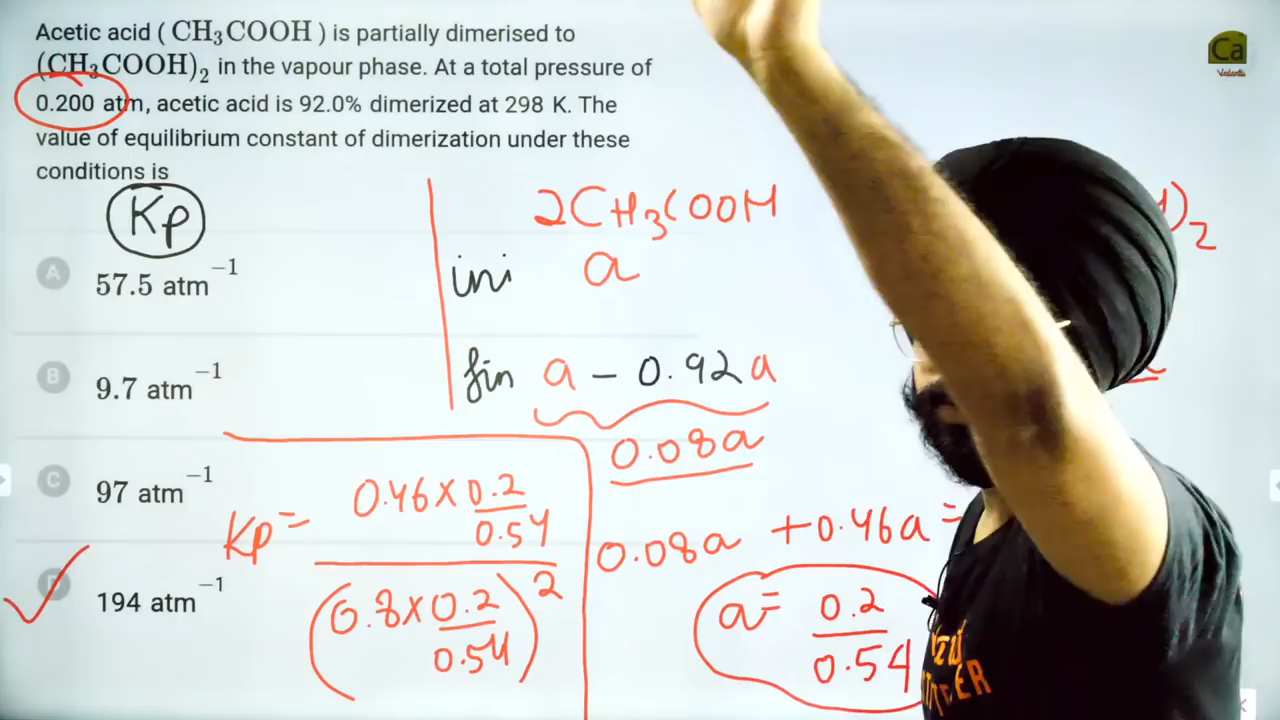 Acetic acid ( CH₃COOH ) is partially dimerised to
(CH₃COOH)₂ in the vapour phase. At a total pressure of
0.200 atm, acetic acid is 92.0% dimerized at 298 K. The
value of equilibrium constant of dimerization under these
conditions is
Kp
A 57.5 atm⁻¹
B 9.7 atm⁻¹
C 97 atm⁻¹
194 atm⁻¹
2CH₃COOH
)₂
ini a
fin a - 0.92a
0.08a
0.08a + 0.46a =
a = 0.2/0.54
Kp = (0.46 × 0.2/0.54) / (0.8 × 0.2/0.54)²
Ca
Vedantu